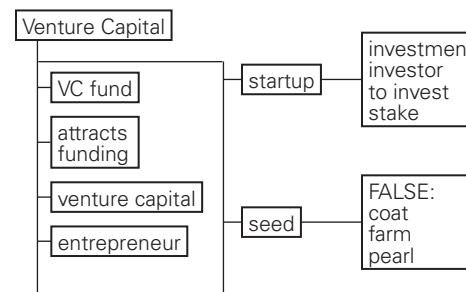 Venture Capital
VC fund
attracts
funding
venture capital
entrepreneur
startup
investmen
investor
to invest
stake
seed
FALSE:
coat
farm
pearl